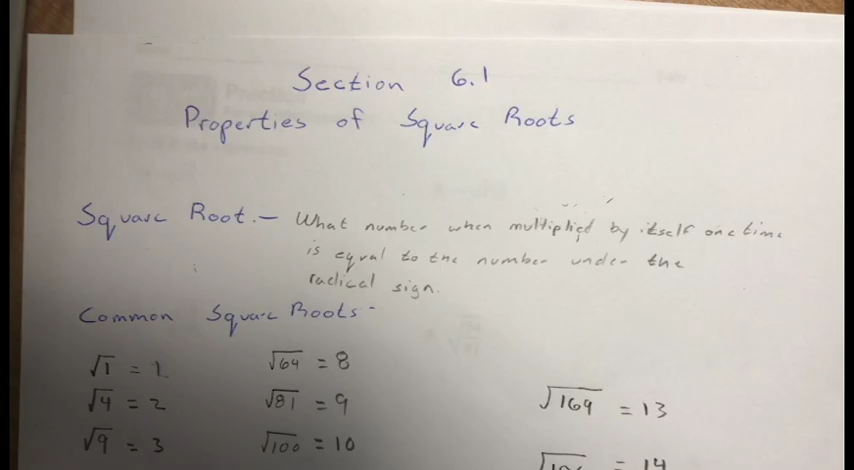 Section 6.1
Properties of Square Roots
Square Root - What number when multiplied by itself one time
is equal to the number under the
radical sign.
Common Square Roots -
√1 = 1 √64 = 8
√4 = 2 √81 = 9 √169 = 13
√9 = 3 √100 = 10 = 14